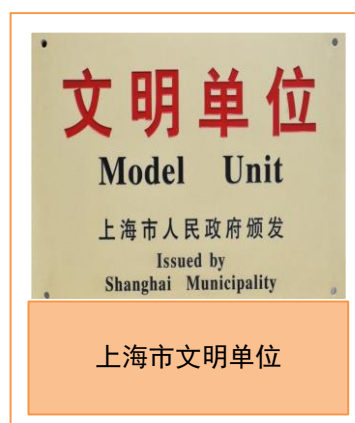 文明单位
Model Unit
上海市人民政府颁发
Issued by
Shanghai Municipality
上海市文明单位